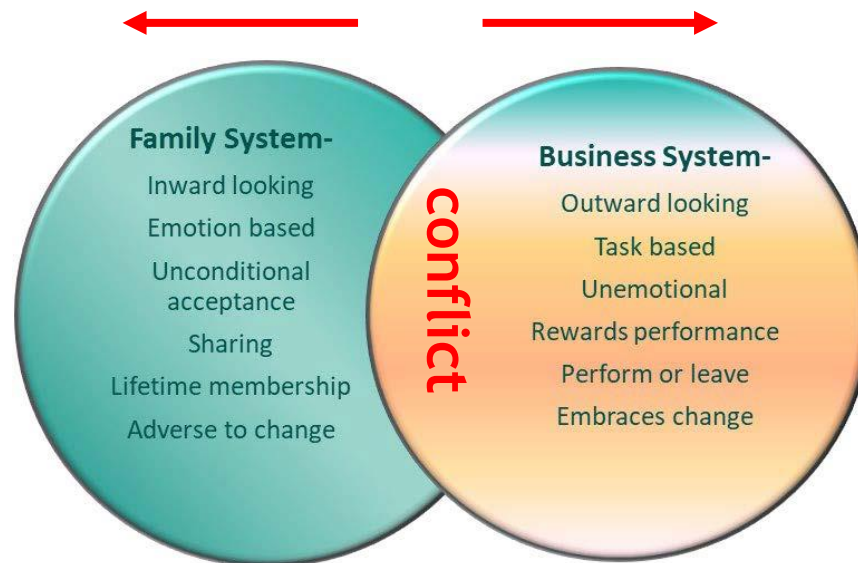 Family System-
Inward looking
Emotion based
Unconditional
acceptance
Sharing
Lifetime membership
Adverse to change
conflict
Business System-
Outward looking
Task based
Unemotional
Rewards performance
Perform or leave
Embraces change